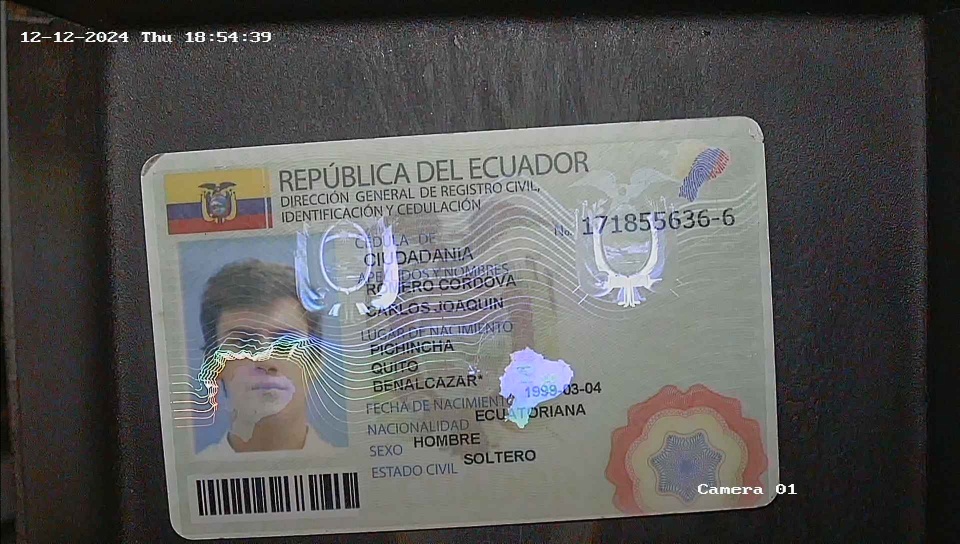 12-12-2024 Thu 18:54:39
REPÚBLICA DEL ECUADOR
DIRECCIÓN GENERAL DE REGISTRO CIVIL,
IDENTIFICACIÓN Y CEDULACIÓN
CÉDULA DE No. 171855636-6
CIUDADANÍA
APELLIDOS Y NOMBRES
ROMERO CORDOVA
CARLOS JOAQUIN
LUGAR DE NACIMIENTO
PICHINCHA
QUITO
BENALCAZAR*
FECHA DE NACIMIENTO 1999-03-04
NACIONALIDAD ECUATORIANA
SEXO HOMBRE
ESTADO CIVIL SOLTERO
Camera 01